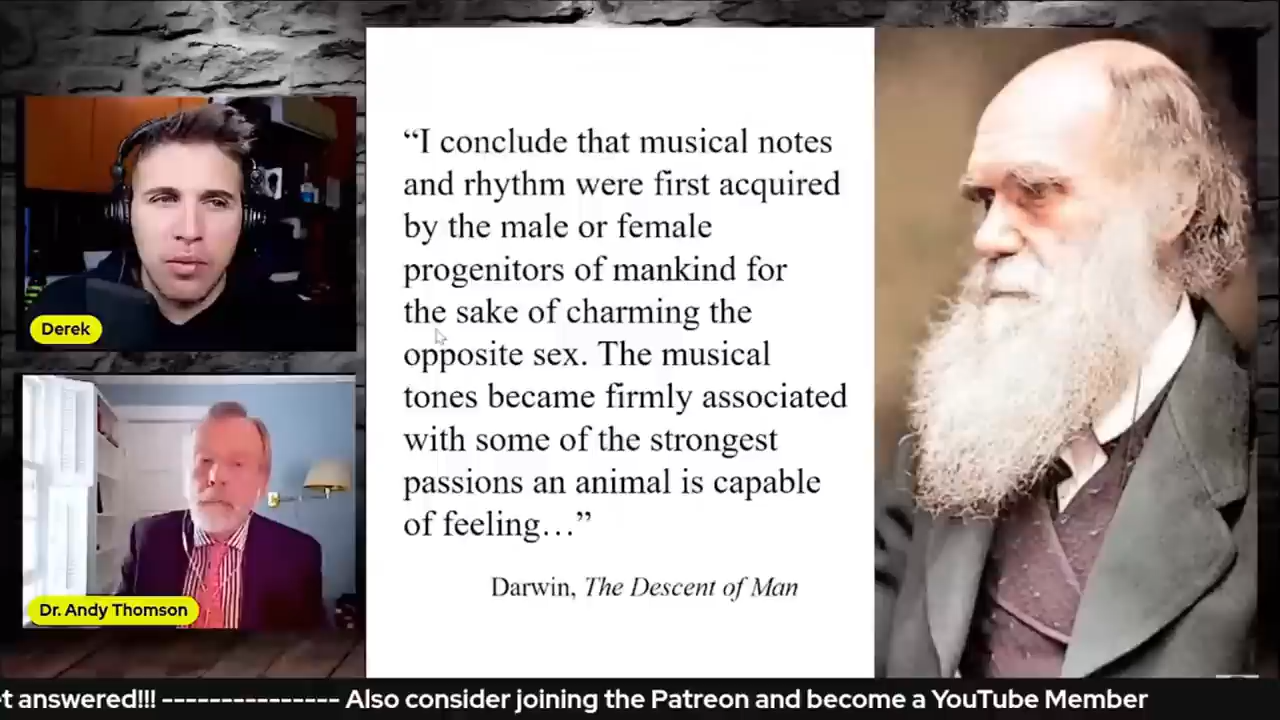 Derek
Dr. Andy Thomson
“I conclude that musical notes
and rhythm were first acquired
by the male or female
progenitors of mankind for
the sake of charming the
opposite sex. The musical
tones became firmly associated
with some of the strongest
passions an animal is capable
of feeling…”
Darwin, The Descent of Man
t answered!!! --------------- Also consider joining the Patreon and become a YouTube Member